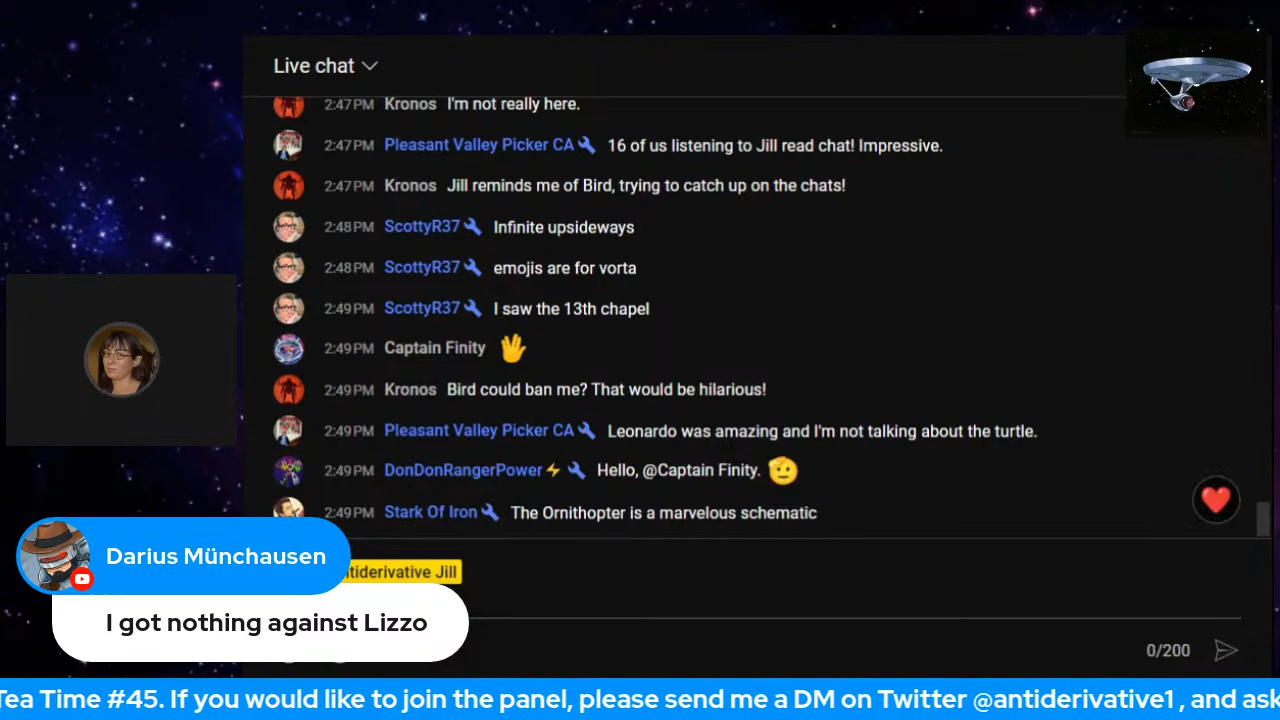 Live chat
2:47 PM Kronos I'm not really here.
2:47 PM Pleasant Valley Picker CA 16 of us listening to Jill read chat! Impressive.
2:47 PM Kronos Jill reminds me of Bird, trying to catch up on the chats!
2:48 PM ScottyR37 Infinite upsideways
2:48 PM ScottyR37 emojis are for vorta
2:49 PM ScottyR37 I saw the 13th chapel
2:49 PM Captain Finity 🖖
2:49 PM Kronos Bird could ban me? That would be hilarious!
2:49 PM Pleasant Valley Picker CA Leonardo was amazing and I'm not talking about the turtle.
2:49 PM DonDonRangerPower⚡ Hello, @Captain Finity. 🫡
2:49 PM Stark Of Iron The Ornithopter is a marvelous schematic
Darius Münchausen
ntiderivative Jill
I got nothing against Lizzo
0/200
Tea Time #45. If you would like to join the panel, please send me a DM on Twitter @antiderivative1 , and ask